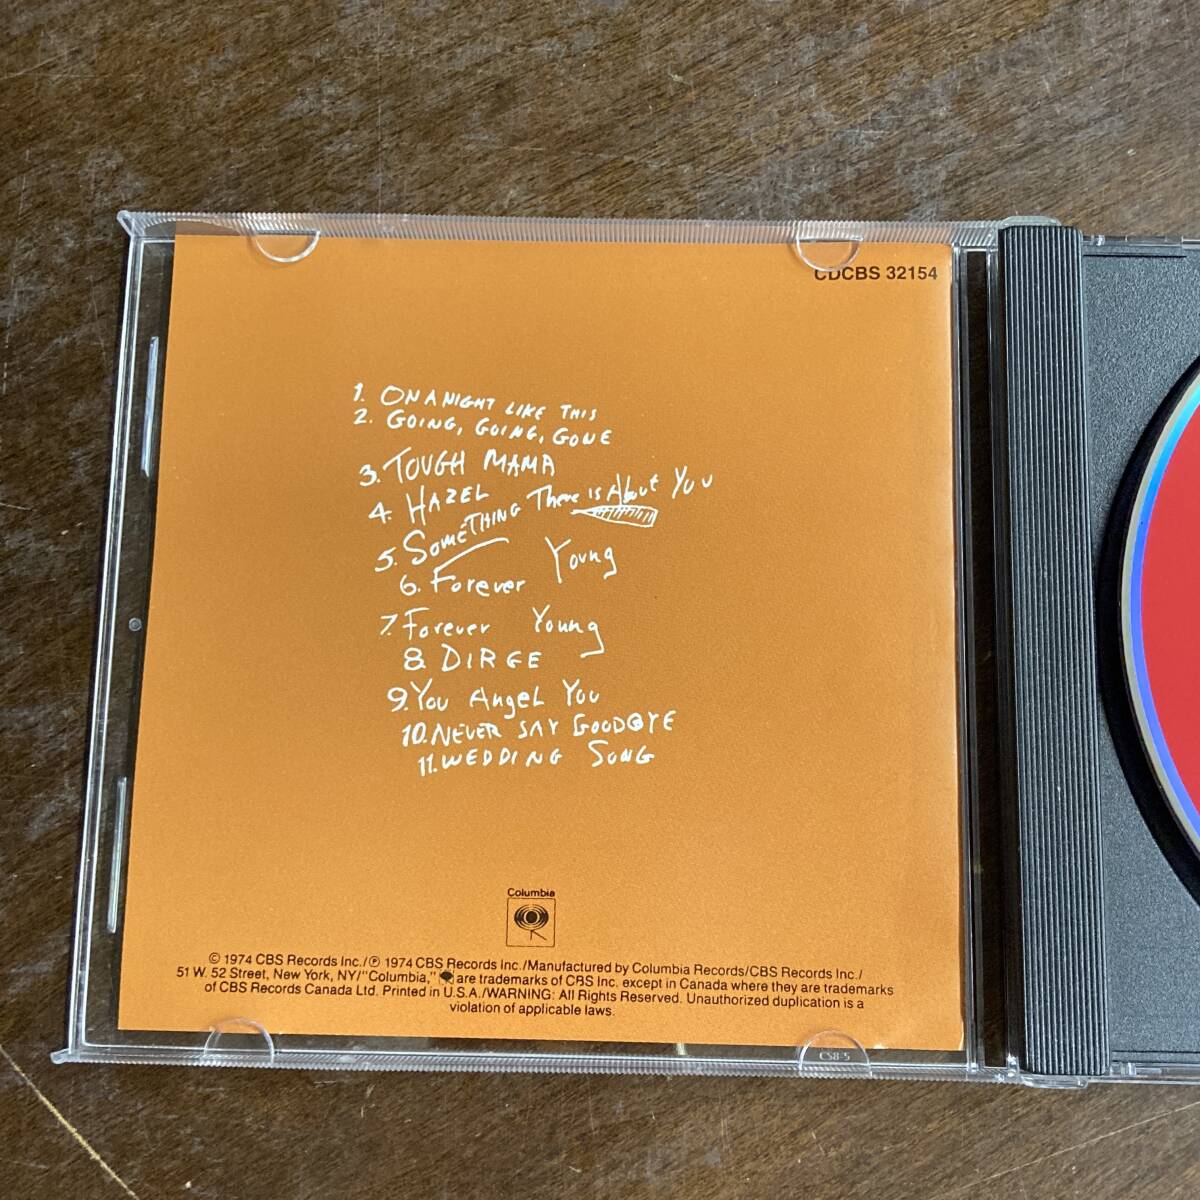 CDCBS 32154
1. ON A NIGHT LIKE THIS
2. GOING, GOING, GONE
3. TOUGH MAMA
4. HAZEL
5. SOMETHING There is About You
6. Forever Young
7. Forever Young
8 DIRGE
9. You Angel You
10. NEVER SAY GOODBYE
11. WEDDING SONG
Columbia
© 1974 CBS Records Inc./℗ 1974 CBS Records Inc./Manufactured by Columbia Records/CBS Records Inc./
51 W. 52 Street, New York, NY/"Columbia," are trademarks of CBS Inc. except in Canada where they are trademarks
of CBS Records Canada Ltd. Printed in U.S.A./WARNING: All Rights Reserved. Unauthorized duplication is a
violation of applicable laws.
CS8-5